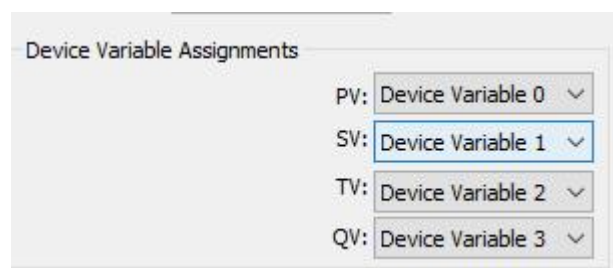 Device Variable Assignments
PV: Device Variable 0
SV: Device Variable 1
TV: Device Variable 2
QV: Device Variable 3